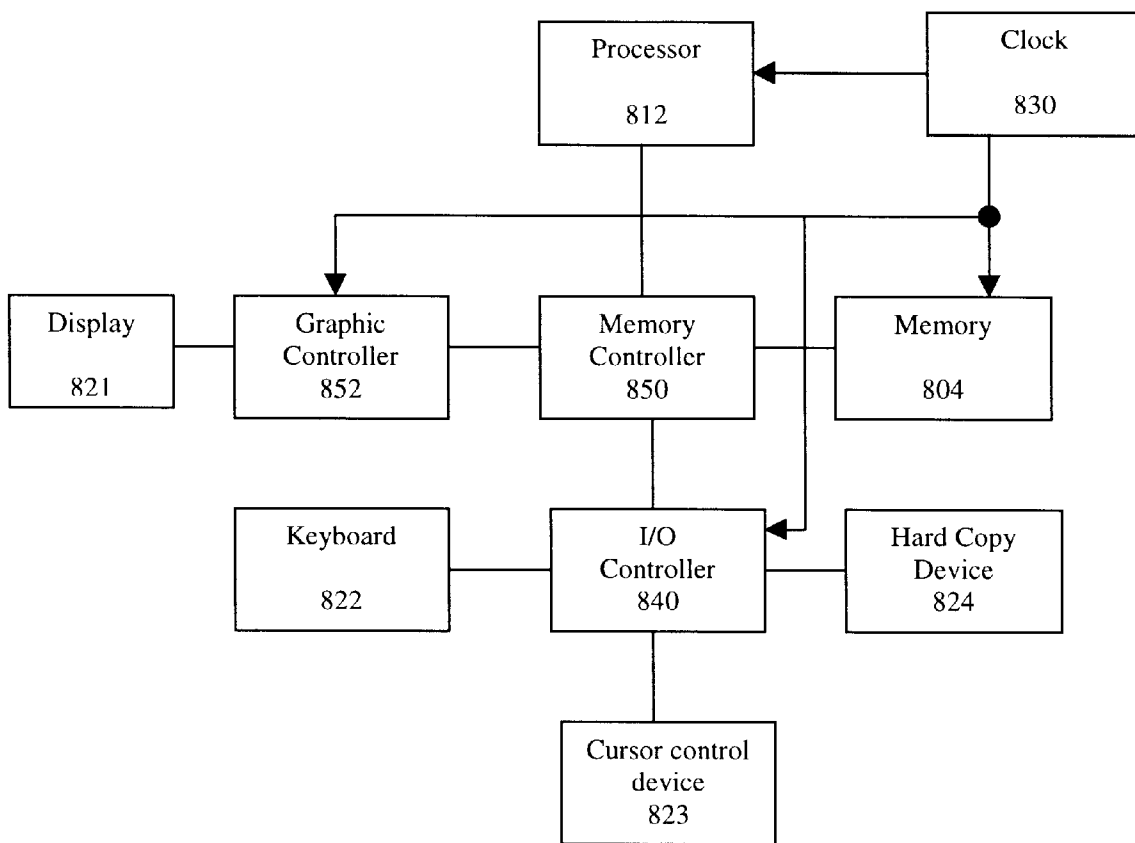 Processor
812
Clock
830
Display
821
Graphic
Controller
852
Memory
Controller
850
Memory
804
Keyboard
822
I/O
Controller
840
Hard Copy
Device
824
Cursor control
device
823